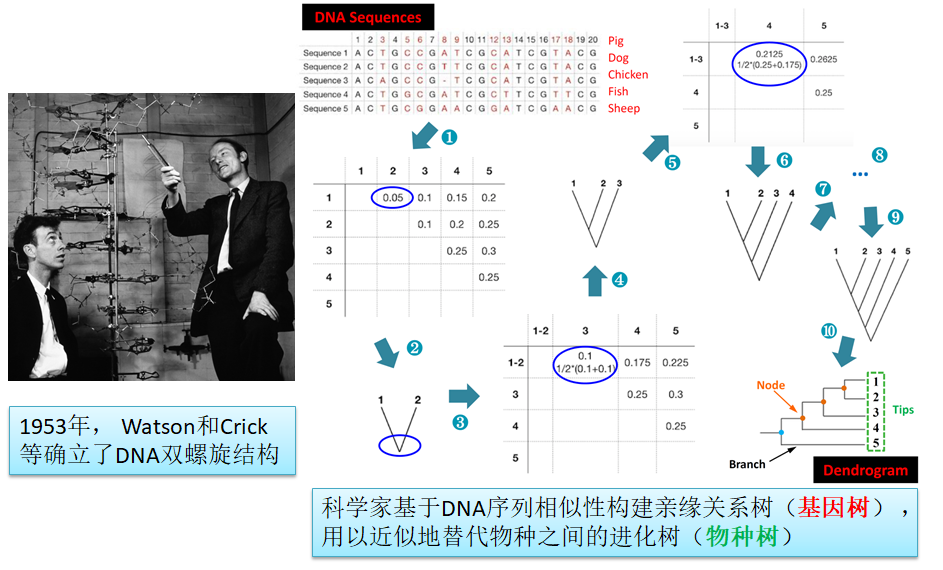 DNA Sequences
1 2 3 4 5 6 7 8 9 10 11 12 13 14 15 16 17 18 19 20
Pig
Sequence 1 A C T G C C G A T C G C A T C G T A C G
Dog
Sequence 2 A C T G C C G T T C G C A T C G T A C G
Chicken
Sequence 3 A C A G C C G - T C G C A T C G T A C G
Fish
Sequence 4 A C T G G C G A T C G C T T C G T T C G
Sheep
Sequence 5 A C T G C G G A A C G G A T C G A A C G
❶
1 2 3 4 5
1 0.05 0.1 0.15 0.2
2 0.1 0.2 0.25
3 0.25 0.3
4 0.25
5
❷
1 2
❸
1-2 3 4 5
1-2 0.1 0.175 0.225
1/2*(0.1+0.1)
3 0.25 0.3
4 0.25
5
❹
1 2 3
❺
1-3 4 5
1-3 0.2125 0.2625
1/2*(0.25+0.175)
4 0.25
5
❻
1 2 3 4
❼
❽
...
❾
1 2 3 4 5
❿
Node
1
2
3
4
5
Tips
Branch
Dendrogram
1953年， Watson和Crick
等确立了DNA双螺旋结构
科学家基于DNA序列相似性构建亲缘关系树（基因树），
用以近似地替代物种之间的进化树（物种树）